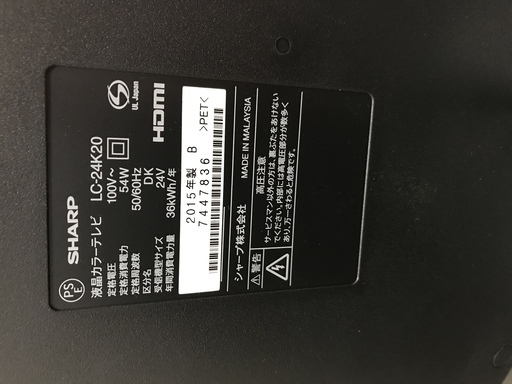 PS
E
SHARP
液晶カラーテレビ LC-24K20
定格電圧 100V～
定格消費電力 54W
定格周波数 50/60Hz
区分名 DK
受信機型サイズ 24V
年間消費電力量 36kWh/年
UL Japan
HDMI
2015年製
7447836 B
>PET<
シャープ株式会社 MADE IN MALAYSIA
⚠警告 高圧注意
サービスマン以外の方は、裏ぶたをあけない
でください。内部には高電圧部分が数多く
あり、万一さわると危険です。